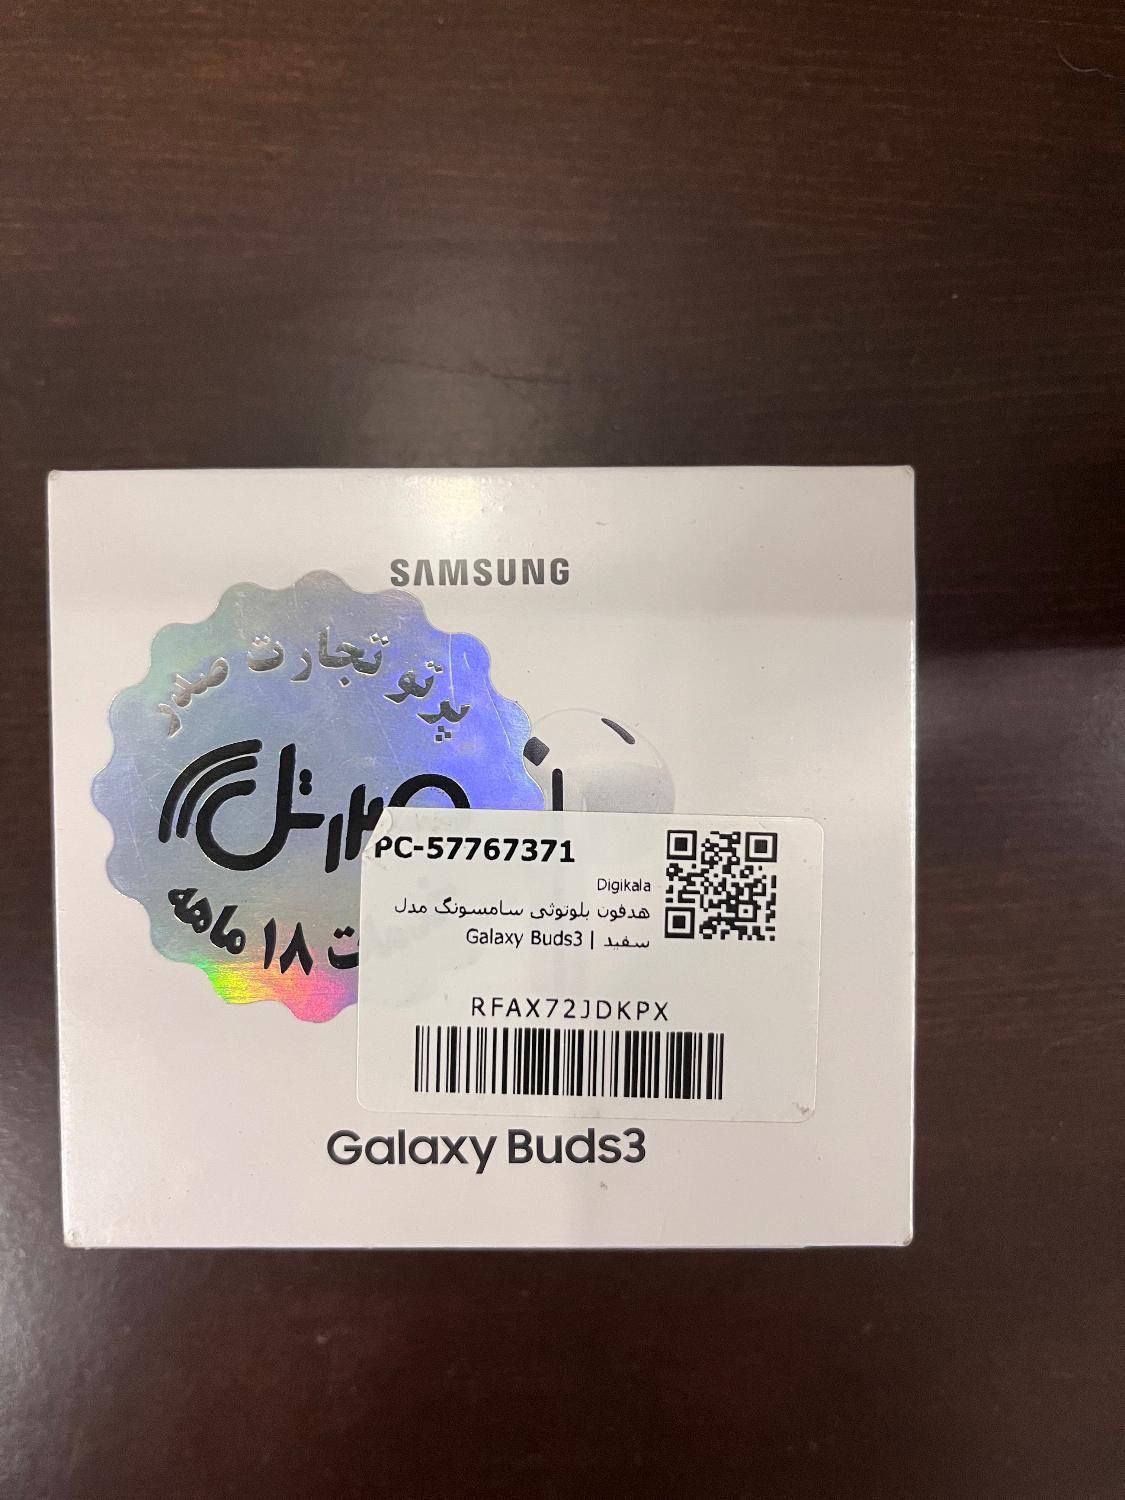 SAMSUNG
پرتو تجارت صدر
۱۸ ماهه
PC-57767371
Digikala
هدفون بلوتوثی سامسونگ مدل
Galaxy Buds3 | سفید
RFAX72JDKPX
Galaxy Buds3